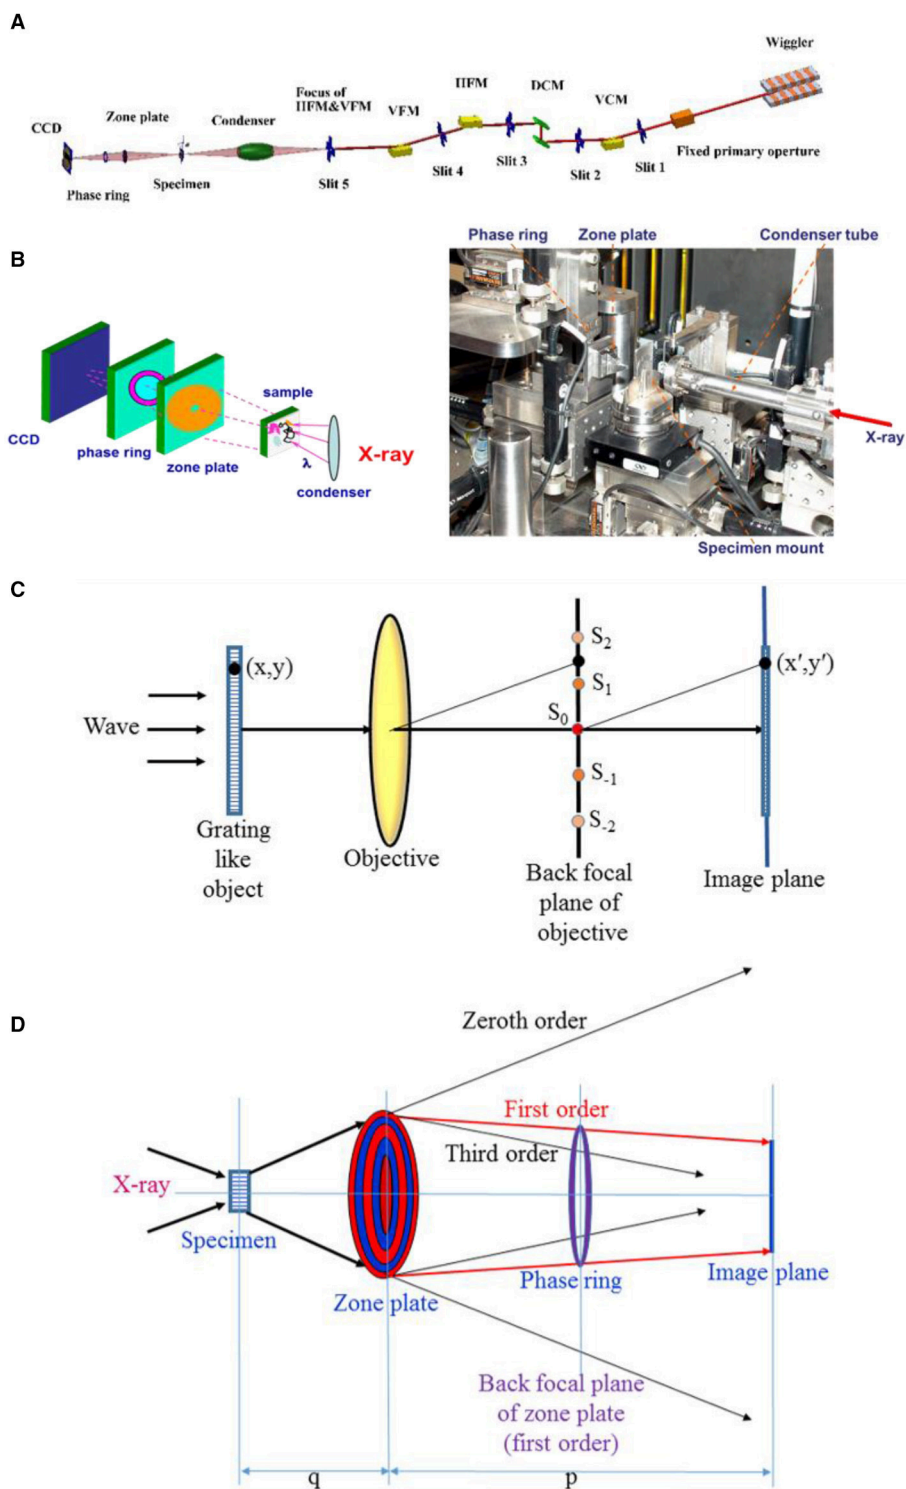 A
Wiggler
Focus of
HFM&VFM
VFM
HFM
DCM
VCM
Zone plate
Condenser
CCD
Fixed primary operture
Slit 1
Slit 2
Slit 3
Slit 4
Slit 5
Specimen
Phase ring
B
Phase ring
Zone plate
Condenser tube
sample
CCD
phase ring
zone plate
λ
X-ray
condenser
X-ray
Specimen mount
C
S2
(x,y)
(x′,y′)
S1
S0
Wave
S-1
S-2
Grating
like
object
Objective
Back focal
plane of
objective
Image plane
D
Zeroth order
First order
Third order
X-ray
Specimen
Phase ring
Image plane
Zone plate
Back focal plane
of zone plate
(first order)
q
p